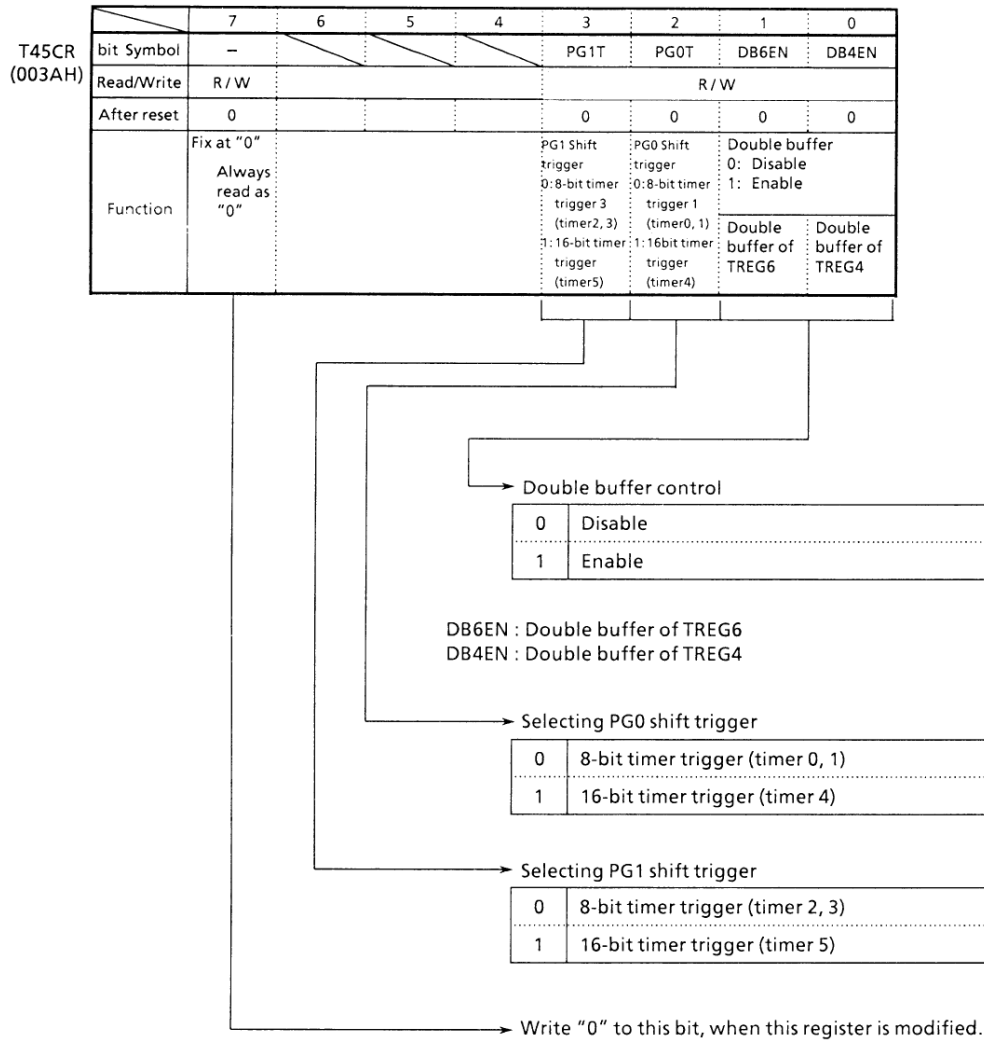 7 6 5 4 3 2 1 0
T45CR
(003AH)
bit Symbol – PG1T PG0T DB6EN DB4EN
Read/Write R / W R / W
After reset 0 0 0 0 0
Function
Fix at "0"
Always
read as
"0"
PG1 Shift
trigger
0:8-bit timer
trigger 3
(timer2, 3)
1:16-bit timer
trigger
(timer5)
PG0 Shift
trigger
0:8-bit timer
trigger 1
(timer0, 1)
1:16bit timer
trigger
(timer4)
Double buffer
0: Disable
1: Enable
Double
buffer of
TREG6
Double
buffer of
TREG4
Double buffer control
0 Disable
1 Enable
DB6EN : Double buffer of TREG6
DB4EN : Double buffer of TREG4
Selecting PG0 shift trigger
0 8-bit timer trigger (timer 0, 1)
1 16-bit timer trigger (timer 4)
Selecting PG1 shift trigger
0 8-bit timer trigger (timer 2, 3)
1 16-bit timer trigger (timer 5)
Write "0" to this bit, when this register is modified.